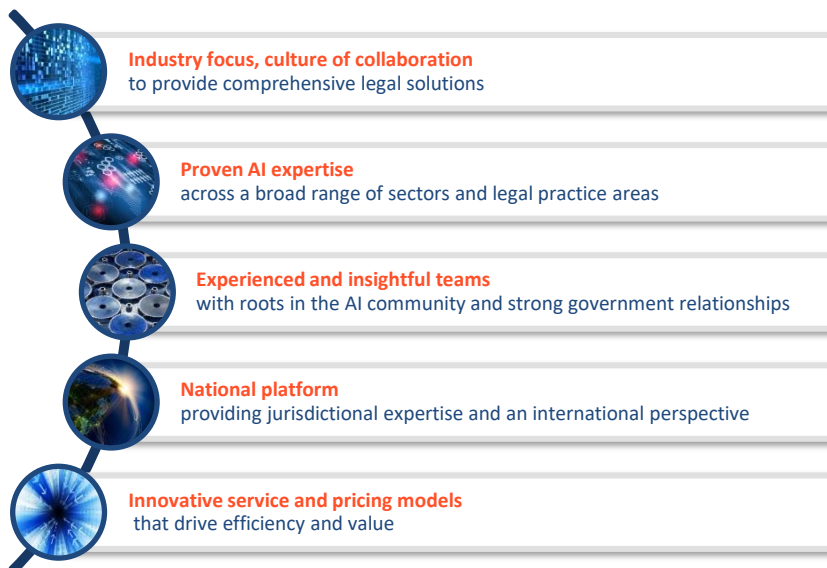 Industry focus, culture of collaboration
to provide comprehensive legal solutions
Proven AI expertise
across a broad range of sectors and legal practice areas
Experienced and insightful teams
with roots in the AI community and strong government relationships
National platform
providing jurisdictional expertise and an international perspective
Innovative service and pricing models
that drive efficiency and value